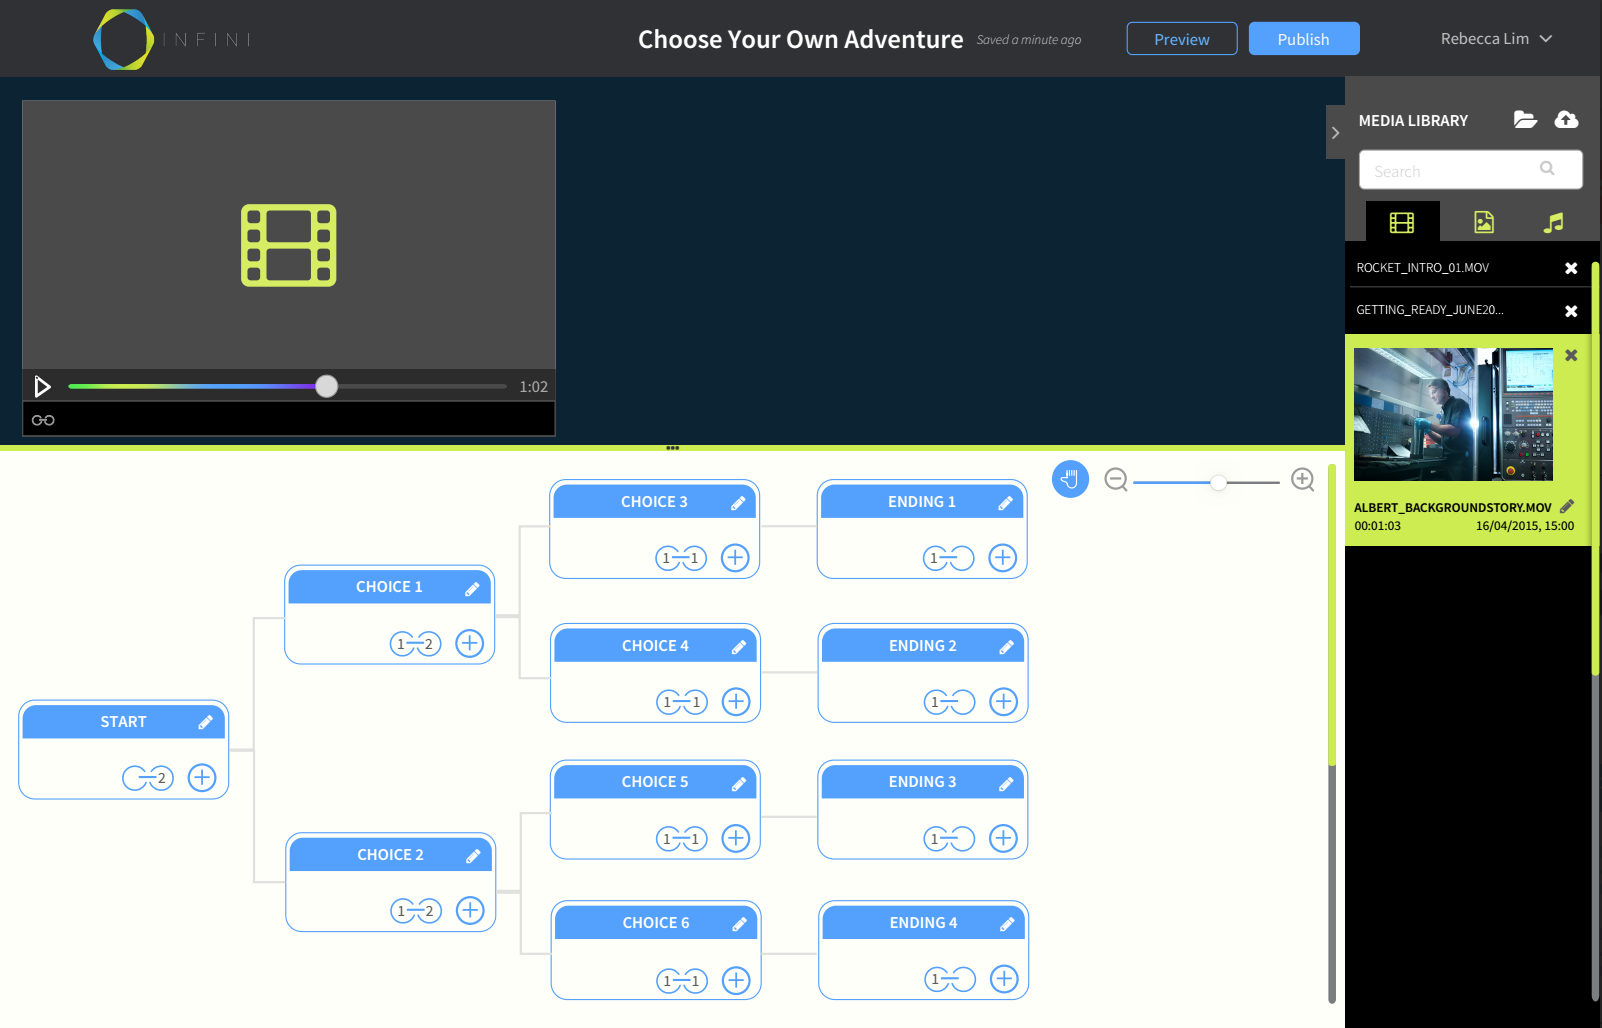 INFINI
Choose Your Own Adventure
Saved a minute ago
Preview
Publish
Rebecca Lim
MEDIA LIBRARY
Search
ROCKET_INTRO_01.MOV
GETTING_READY_JUNE20...
ALBERT_BACKGROUNDSTORY.MOV
00:01:03
16/04/2015, 15:00
1:02
START
2
CHOICE 1
1 2
CHOICE 2
1 2
CHOICE 3
1 1
ENDING 1
1
CHOICE 4
1 1
ENDING 2
1
CHOICE 5
1 1
ENDING 3
1
CHOICE 6
1 1
ENDING 4
1